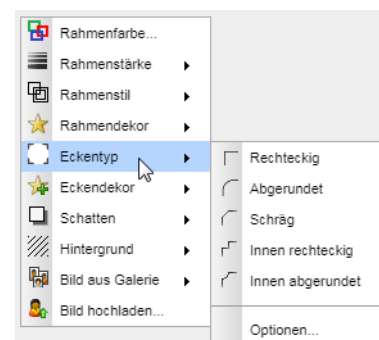 Rahmenfarbe...
Rahmenstärke
Rahmenstil
Rahmendekor
Eckentyp
Eckendekor
Schatten
Hintergrund
Bild aus Galerie
Bild hochladen...
Rechteckig
Abgerundet
Schräg
Innen rechteckig
Innen abgerundet
Optionen...